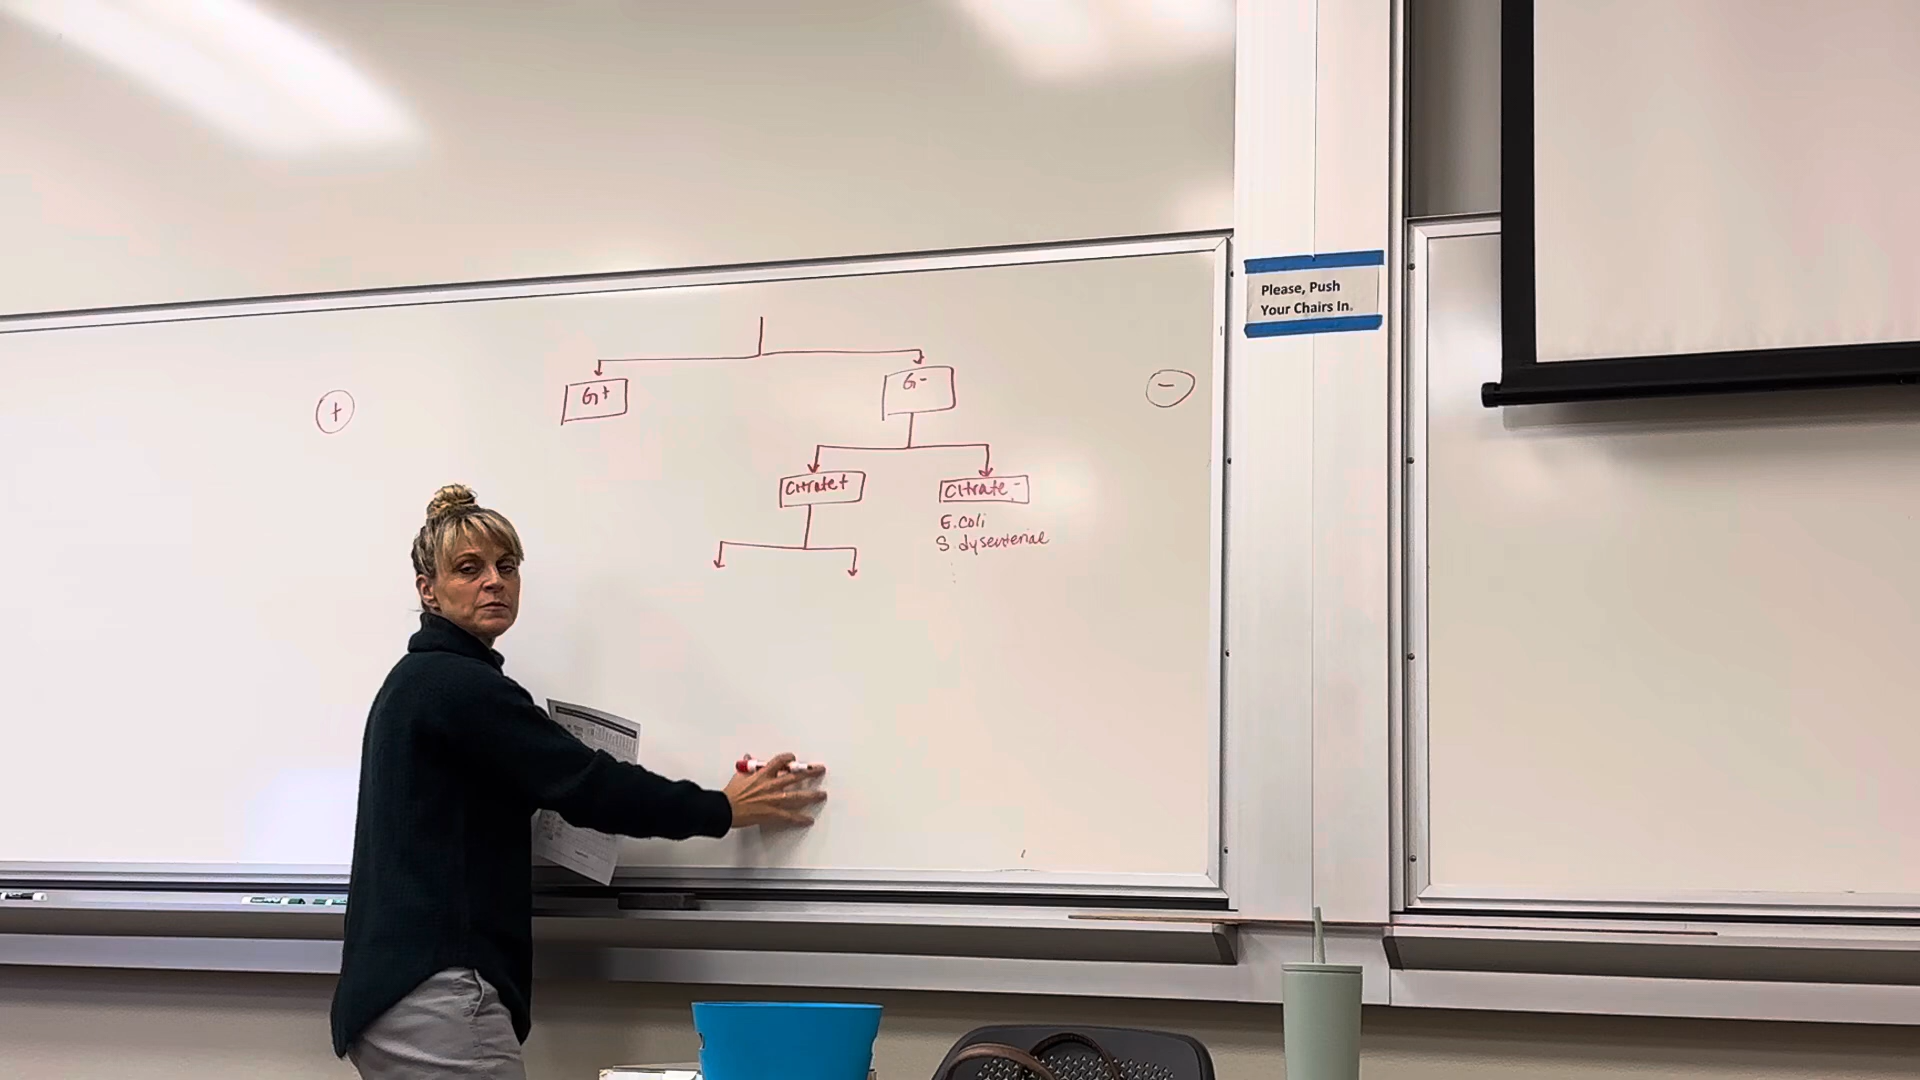 Please, Push
Your Chairs In.
+
G+
G-
-
Citrate+
Citrate -
E.coli
S.dysenteriae